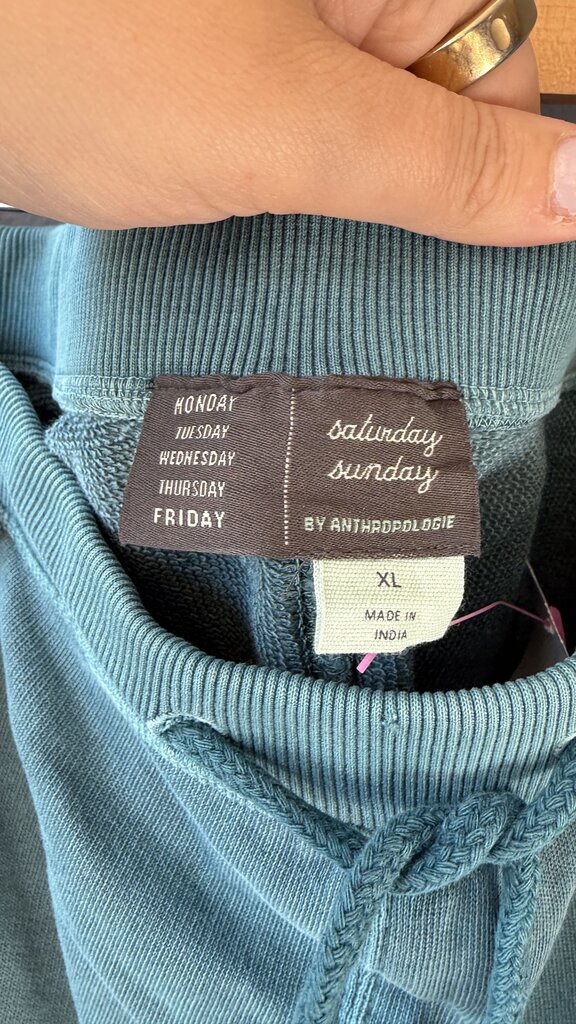 MONDAY
TUESDAY
WEDNESDAY
THURSDAY
FRIDAY
saturday
sunday
BY ANTHROPOLOGIE
XL
MADE IN
INDIA